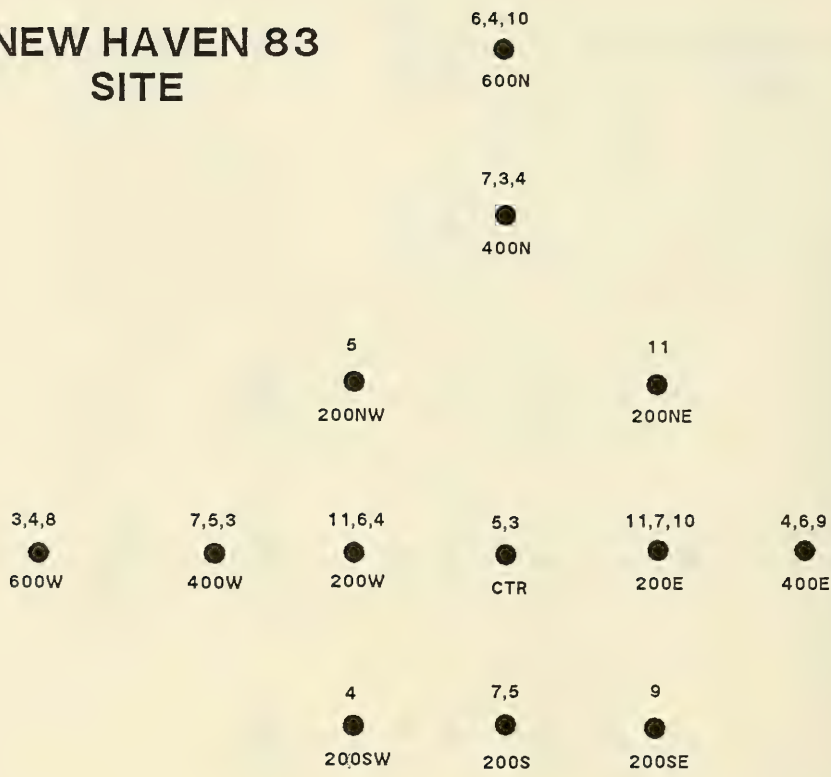 NEW HAVEN 83
SITE
6,4,10
600N
7,3,4
400N
5
11
200NW
200NE
3,4,8
7,5,3
11,6,4
5,3
11,7,10
4,6,9
600W
400W
200W
CTR
200E
400E
4
7,5
9
200SW
200S
200SE